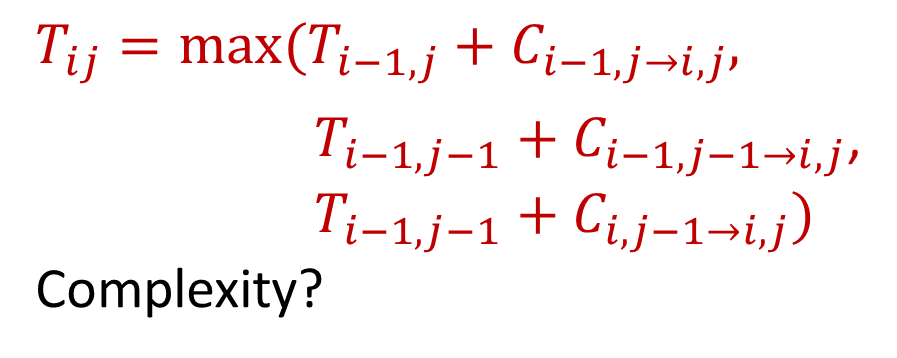 T_{ij} = max(T_{i−1,j} + C_{i−1,j→i,j},
T_{i−1,j−1} + C_{i−1,j−1→i,j},
T_{i−1,j−1} + C_{i,j−1→i,j})
Complexity?